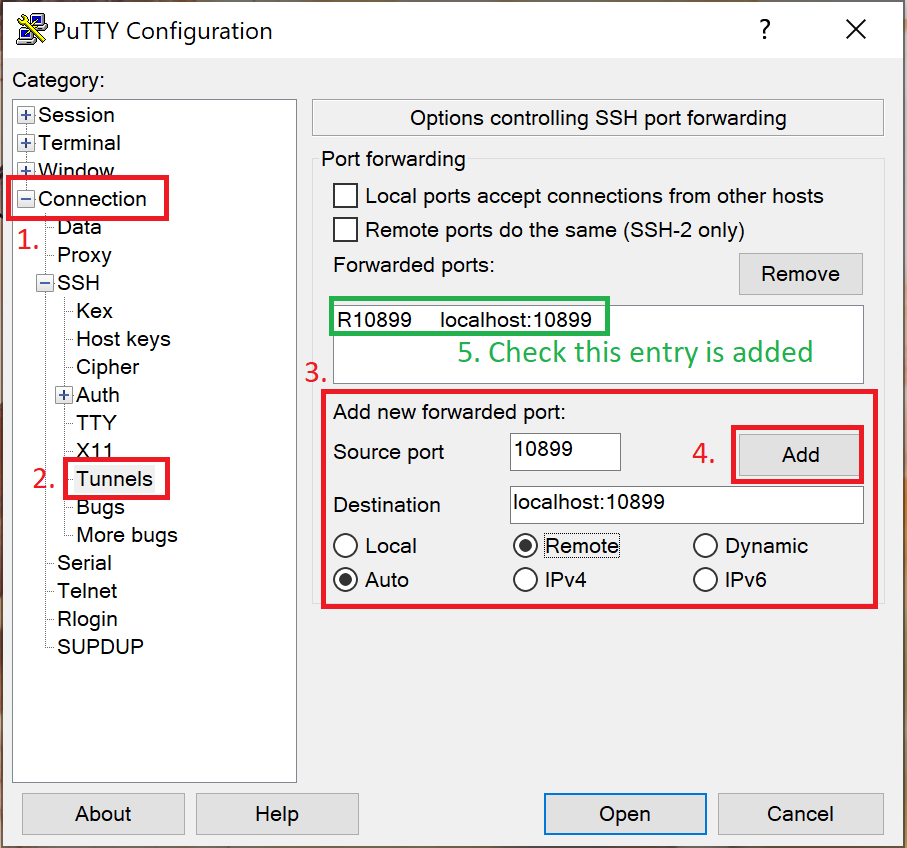 PuTTY Configuration
?
Category:
Session
Terminal
Window
Connection
1.
Data
Proxy
SSH
Kex
Host keys
Cipher
Auth
TTY
X11
2.
Tunnels
Bugs
More bugs
Serial
Telnet
Rlogin
SUPDUP
Options controlling SSH port forwarding
Port forwarding
Local ports accept connections from other hosts
Remote ports do the same (SSH-2 only)
Forwarded ports:
Remove
R10899 localhost:10899
5. Check this entry is added
3.
Add new forwarded port:
Source port 10899
4. Add
Destination localhost:10899
Local Remote Dynamic
Auto IPv4 IPv6
About Help Open Cancel